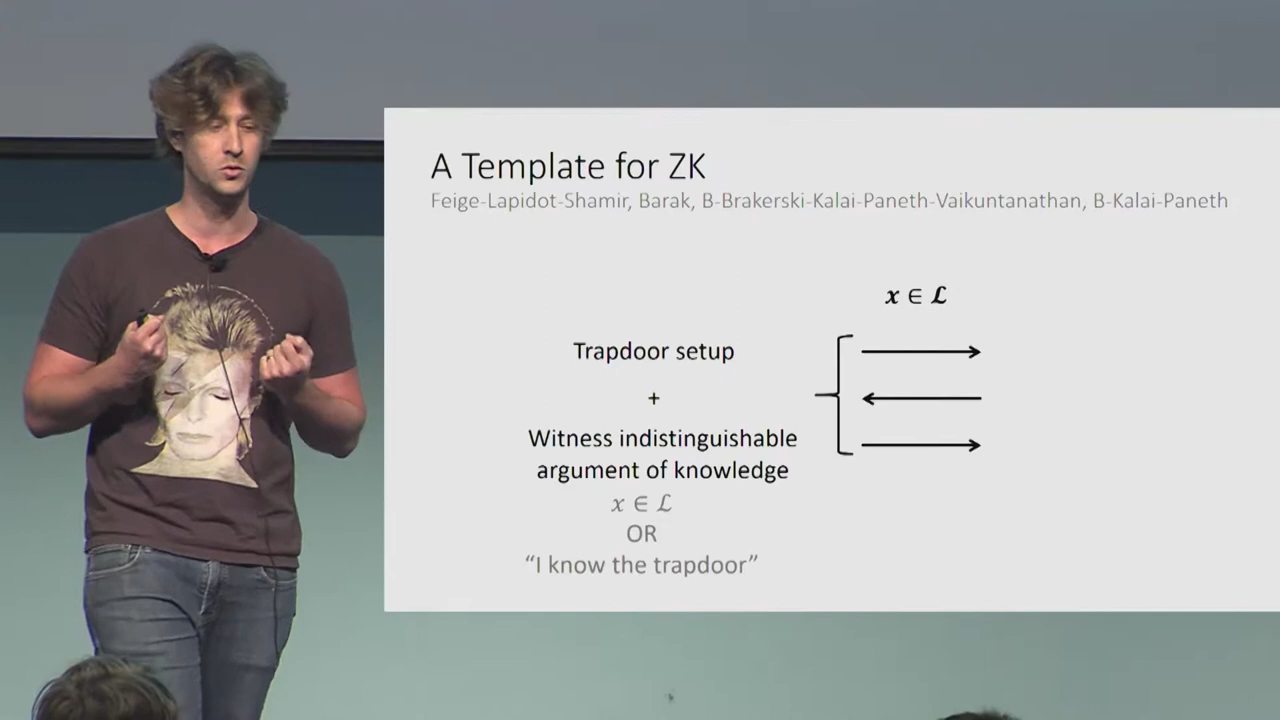 A Template for ZK
Feige-Lapidot-Shamir, Barak, B-Brakerski-Kalai-Paneth-Vaikuntanathan, B-Kalai-Paneth
x ∈ ℒ
Trapdoor setup
+
Witness indistinguishable
argument of knowledge
x ∈ ℒ
OR
“I know the trapdoor”